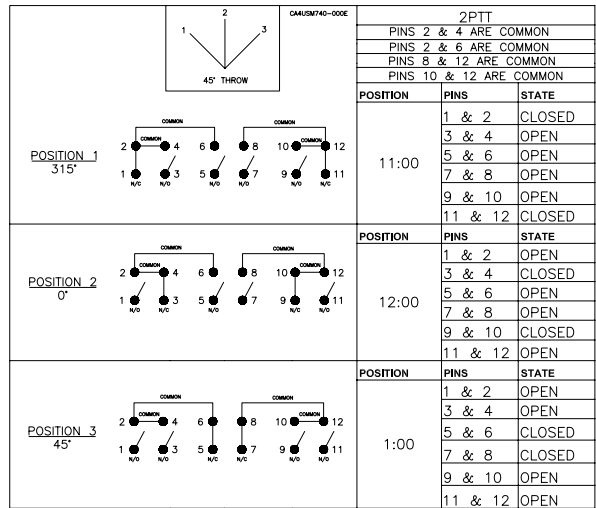 CA4USM740-000E
1 2 3
45° THROW
2PTT
PINS 2 & 4 ARE COMMON
PINS 2 & 6 ARE COMMON
PINS 8 & 12 ARE COMMON
PINS 10 & 12 ARE COMMON
POSITION PINS STATE
POSITION 1
315°
COMMON COMMON
COMMON COMMON
2 4 6 8 10 12
1 3 5 7 9 11
N/C N/O N/O N/O N/O N/C
11:00
1 & 2 CLOSED
3 & 4 OPEN
5 & 6 OPEN
7 & 8 OPEN
9 & 10 OPEN
11 & 12 CLOSED
POSITION PINS STATE
POSITION 2
0°
COMMON COMMON
COMMON COMMON
2 4 6 8 10 12
1 3 5 7 9 11
N/O N/C N/O N/O N/C N/O
12:00
1 & 2 OPEN
3 & 4 CLOSED
5 & 6 OPEN
7 & 8 OPEN
9 & 10 CLOSED
11 & 12 OPEN
POSITION PINS STATE
POSITION 3
45°
COMMON COMMON
COMMON COMMON
2 4 6 8 10 12
1 3 5 7 9 11
N/O N/O N/C N/C N/O N/O
1:00
1 & 2 OPEN
3 & 4 OPEN
5 & 6 CLOSED
7 & 8 CLOSED
9 & 10 OPEN
11 & 12 OPEN